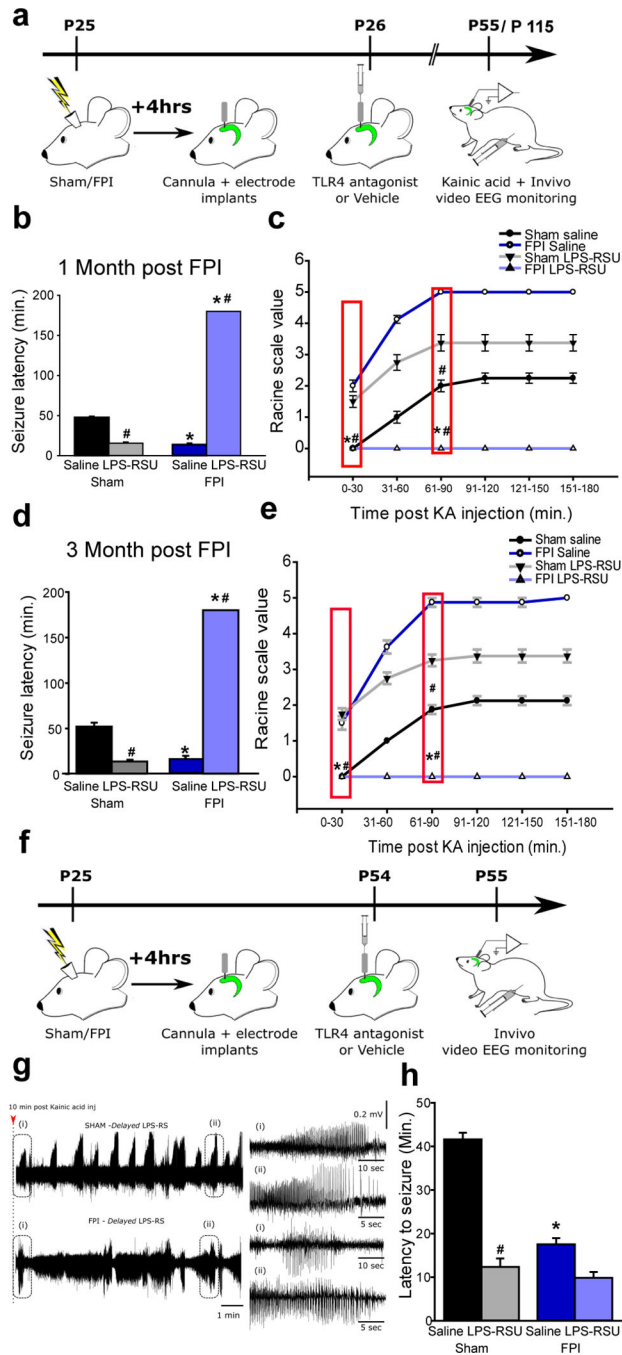 a
P25 P26 P55/ P 115
+4hrs
Sham/FPI
Cannula + electrode
implants
TLR4 antagonist
or Vehicle
Kainic acid + Invivo
video EEG monitoring
b
1 Month post FPI
Seizure latency (min.)
200
150
100
50
0
#
*
*#
Saline LPS-RSU Saline LPS-RSU
Sham FPI
c
Sham saline
FPI Saline
Sham LPS-RSU
FPI LPS-RSU
Racine scale value
6
5
4
3
2
1
0
#
*# *#
0-30 31-60 61-90 91-120 121-150 151-180
Time post KA injection (min.)
d
3 Month post FPI
Seizure latency (min.)
200
150
100
50
0
#
*
*#
Saline LPS-RSU Saline LPS-RSU
Sham FPI
e
Sham saline
FPI Saline
Sham LPS-RSU
FPI LPS-RSU
Racine scale value
6
5
4
3
2
1
0
#
*# *#
0-30 31-60 61-90 91-120 121-150 151-180
Time post KA injection (min.)
f
P25 P54 P55
+4hrs
Sham/FPI
Cannula + electrode
implants
TLR4 antagonist
or Vehicle
Invivo
video EEG monitoring
g
10 min post Kainic acid inj
SHAM -Delayed LPS-RS
(i) (ii)
FPI - Delayed LPS-RS
(i) (ii)
1 min
0.2 mV
(i)
10 sec
(ii)
5 sec
(i)
10 sec
(ii)
5 sec
h
Latency to seizure (Min.)
50
40
30
20
10
0
#
*
Saline LPS-RSU Saline LPS-RSU
Sham FPI